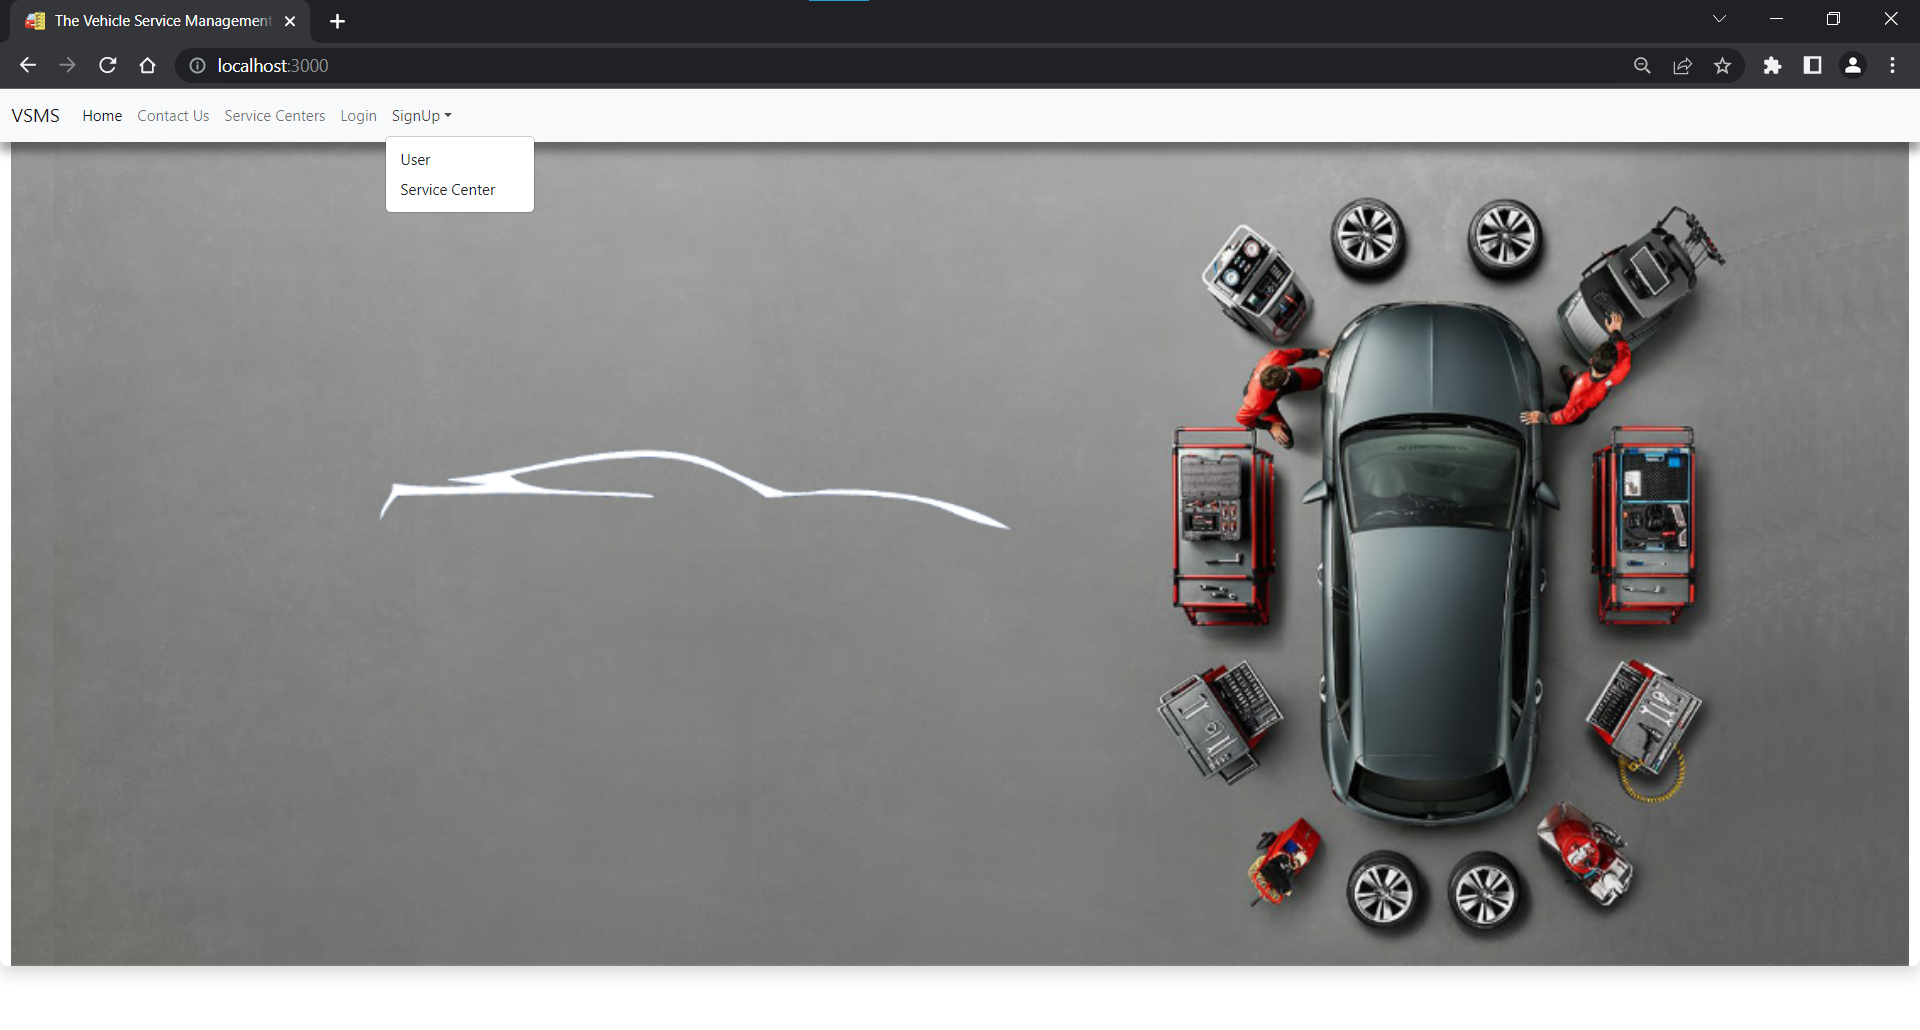 The Vehicle Service Management
localhost:3000
VSMS Home Contact Us Service Centers Login SignUp
User
Service Center